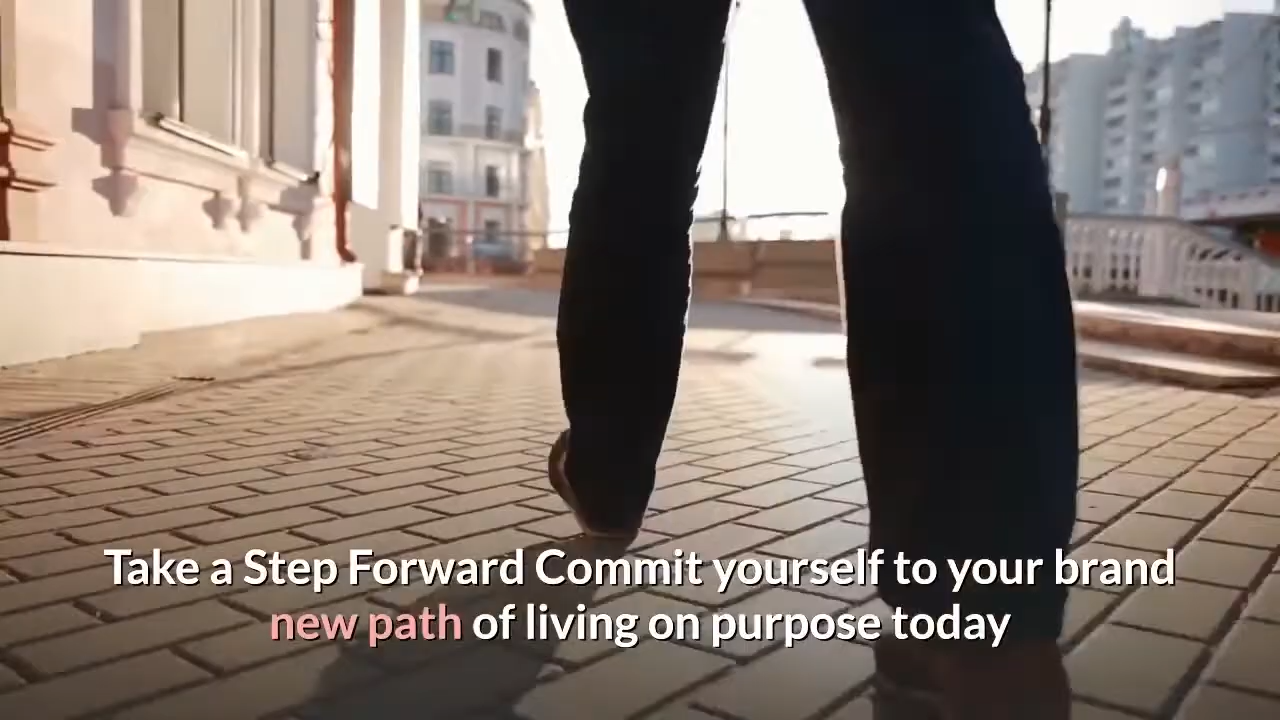 Take a Step Forward Commit yourself to your brand
new path of living on purpose today